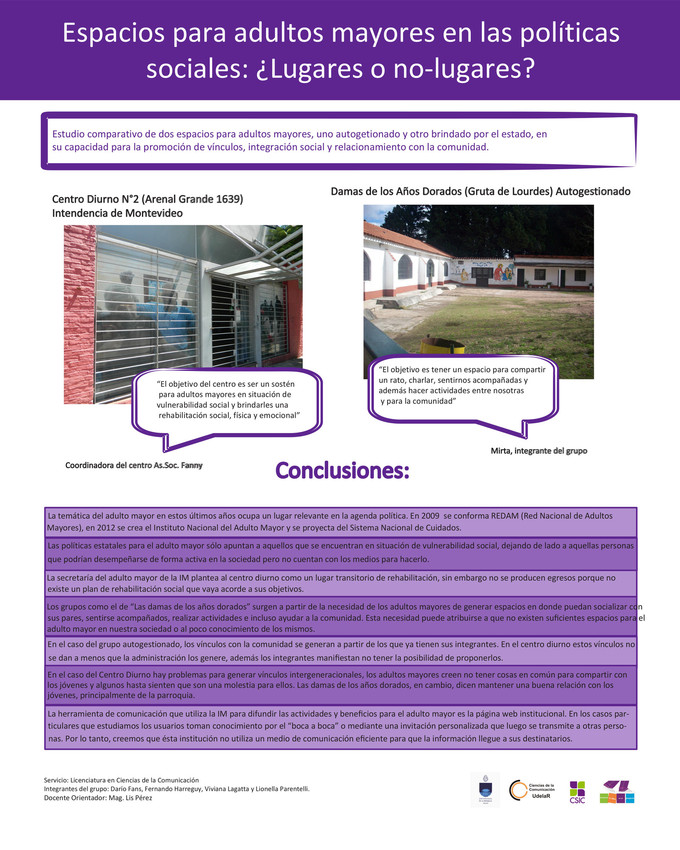 Espacios para adultos mayores en las políticas
sociales: ¿Lugares o no-lugares?
Estudio comparativo de dos espacios para adultos mayores, uno autogetionado y otro brindado por el estado, en
su capacidad para la promoción de vínculos, integración social y relacionamiento con la comunidad.
Centro Diurno N°2 (Arenal Grande 1639)
Intendencia de Montevideo
Damas de los Años Dorados (Gruta de Lourdes) Autogestionado
"El objetivo del centro es ser un sostén
para adultos mayores en situación de
vulnerabilidad social y brindarles una
rehabilitación social, física y emocional"
Coordinadora del centro As.Soc. Fanny
"El objetivo es tener un espacio para compartir
un rato, charlar, sentirnos acompañadas y
además hacer actividades entre nosotras
y para la comunidad"
Mirta, integrante del grupo
Conclusiones:
La temática del adulto mayor en estos últimos años ocupa un lugar relevante en la agenda política. En 2009 se conforma REDAM (Red Nacional de Adultos
Mayores), en 2012 se crea el Instituto Nacional del Adulto Mayor y se proyecta del Sistema Nacional de Cuidados.
Las políticas estatales para el adulto mayor sólo apuntan a aquellos que se encuentran en situación de vulnerabilidad social, dejando de lado a aquellas personas
que podrían desempeñarse de forma activa en la sociedad pero no cuentan con los medios para hacerlo.
La secretaría del adulto mayor de la IM plantea al centro diurno como un lugar transitorio de rehabilitación, sin embargo no se producen egresos porque no
existe un plan de rehabilitación social que vaya acorde a sus objetivos.
Los grupos como el de "Las damas de los años dorados" surgen a partir de la necesidad de los adultos mayores de generar espacios en donde puedan socializar con
sus pares, sentirse acompañados, realizar actividades e incluso ayudar a la comunidad. Esta necesidad puede atribuirse a que no existen suficientes espacios para el
adulto mayor en nuestra sociedad o al poco conocimiento de los mismos.
En el caso del grupo autogestionado, los vínculos con la comunidad se generan a partir de los que ya tienen sus integrantes. En el centro diurno estos vínculos no
se dan a menos que la administración los genere, además los integrantes manifiestan no tener la posibilidad de proponerlos.
En el caso del Centro Diurno hay problemas para generar vínculos intergeneracionales, los adultos mayores creen no tener cosas en común para compartir con
los jóvenes y algunos hasta sienten que son una molestia para ellos. Las damas de los años dorados, en cambio, dicen mantener una buena relación con los
jóvenes, principalmente de la parroquia.
La herramienta de comunicación que utiliza la IM para difundir las actividades y beneficios para el adulto mayor es la página web institucional. En los casos par-
ticulares que estudiamos los usuarios toman conocimiento por el "boca a boca" o mediante una invitación personalizada que luego se transmite a otras perso-
nas. Por lo tanto, creemos que ésta institución no utiliza un medio de comunicación eficiente para que la información llegue a sus destinatarios.
Servicio: Licenciatura en Ciencias de la Comunicación
Integrantes del grupo: Darío Fans, Fernando Harreguy, Viviana Lagatta y Lionella Parentelli.
Docente Orientador: Mag. Lis Pérez
Ciencias de la
Comunicación
UdelaR
CSIC